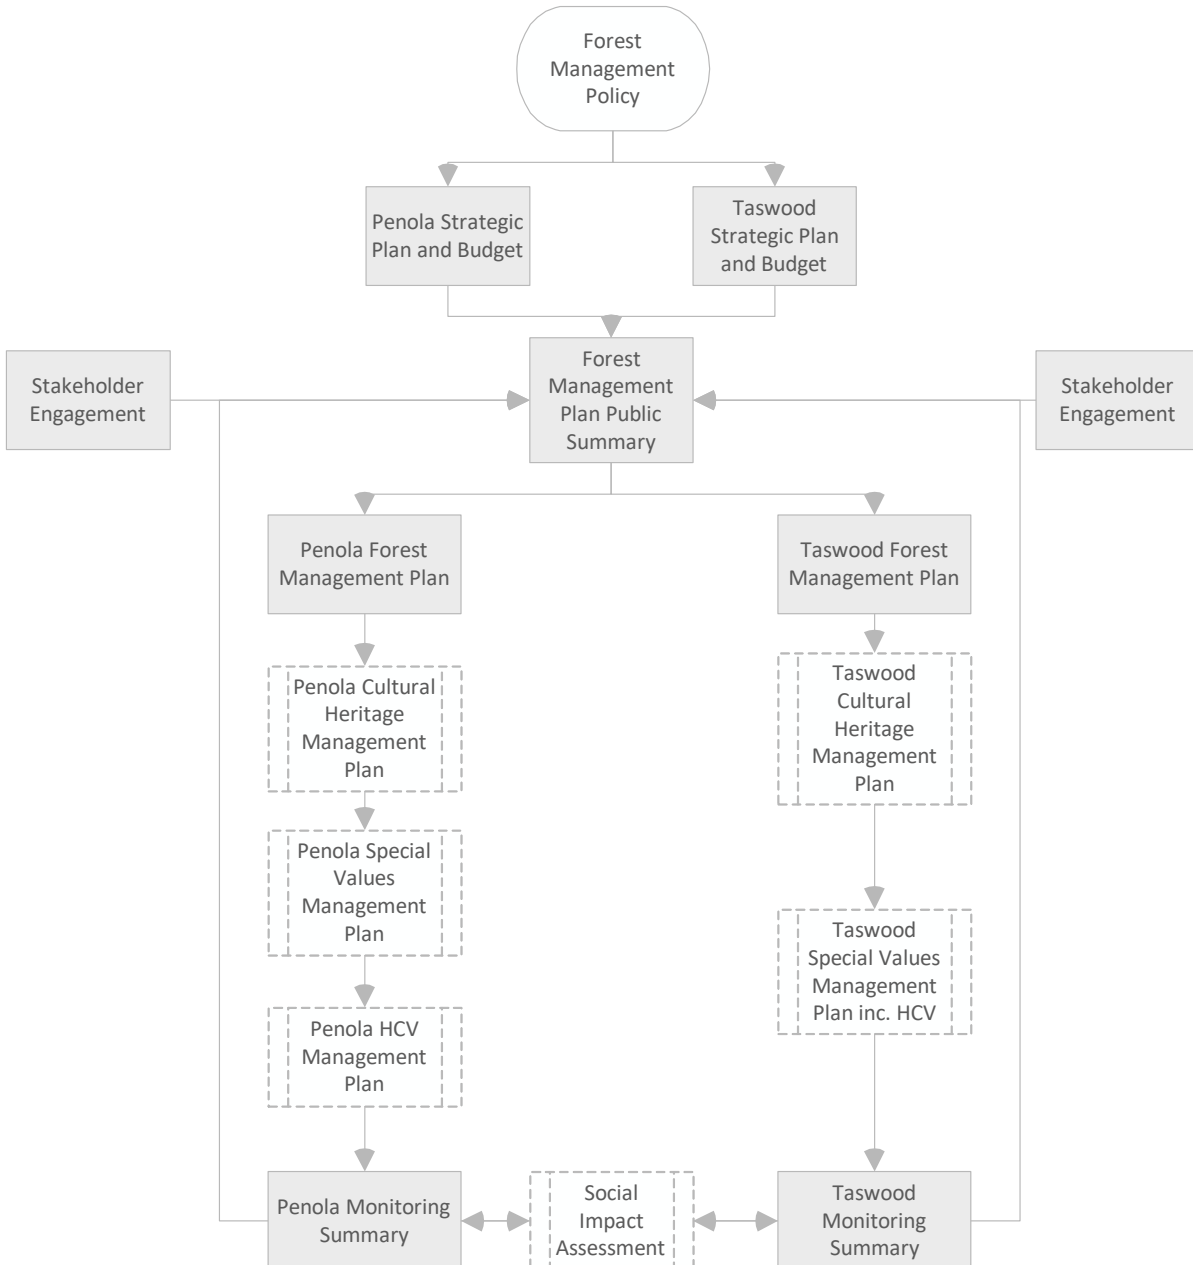 Forest
Management
Policy
Penola Strategic
Plan and Budget
Taswood
Strategic Plan
and Budget
Stakeholder
Engagement
Forest
Management
Plan Public
Summary
Stakeholder
Engagement
Penola Forest
Management Plan
Taswood Forest
Management Plan
Penola Cultural
Heritage
Management
Plan
Taswood
Cultural
Heritage
Management
Plan
Penola Special
Values
Management
Plan
Taswood
Special Values
Management
Plan inc. HCV
Penola HCV
Management
Plan
Penola Monitoring
Summary
Social
Impact
Assessment
Taswood
Monitoring
Summary